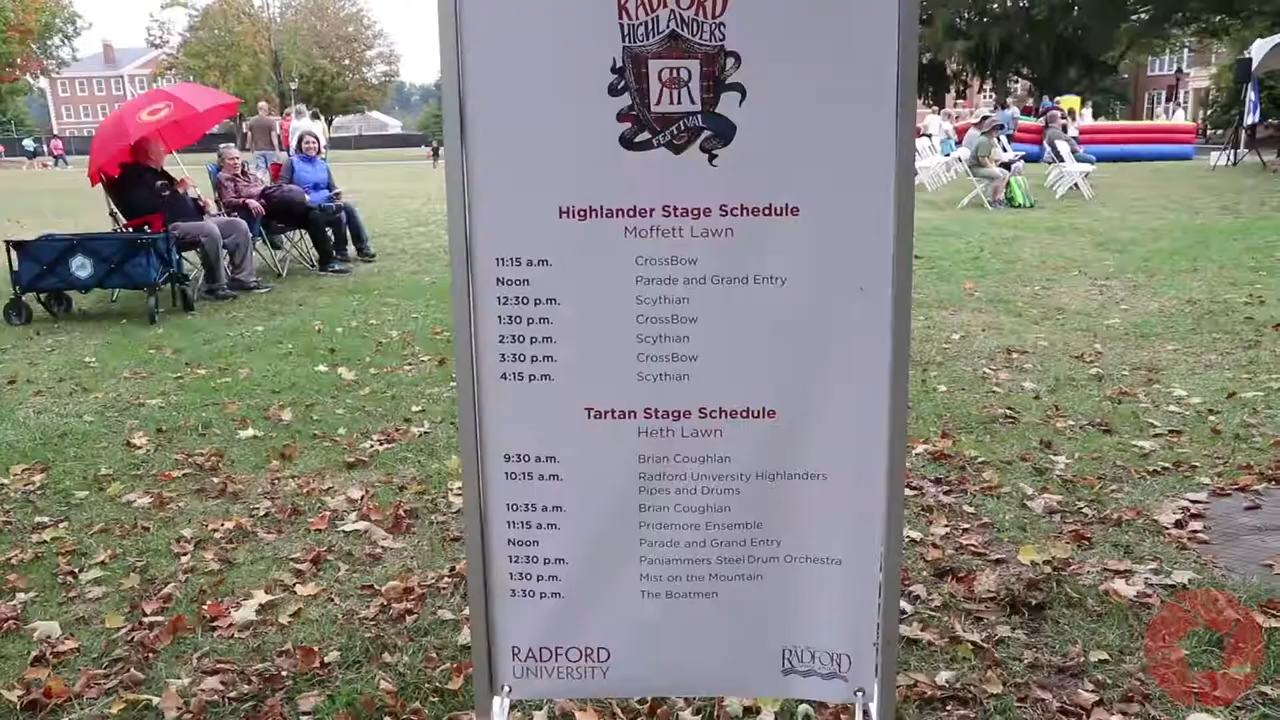 RADFORD
HIGHLANDERS
RR
FESTIVAL
Highlander Stage Schedule
Moffett Lawn
11:15 a.m. CrossBow
Noon Parade and Grand Entry
12:30 p.m. Scythian
1:30 p.m. CrossBow
2:30 p.m. Scythian
3:30 p.m. CrossBow
4:15 p.m. Scythian
Tartan Stage Schedule
Heth Lawn
9:30 a.m. Brian Coughlan
10:15 a.m. Radford University Highlanders
Pipes and Drums
10:35 a.m. Brian Coughlan
11:15 a.m. Pridemore Ensemble
Noon Parade and Grand Entry
12:30 p.m. Panjammers Steel Drum Orchestra
1:30 p.m. Mist on the Mountain
3:30 p.m. The Boatmen
RADFORD
UNIVERSITY
RADFORD